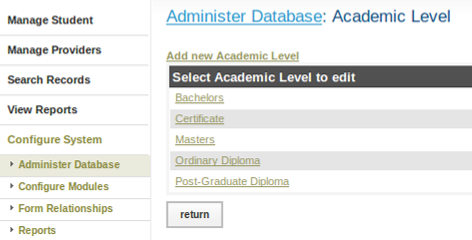 Manage Student
Manage Providers
Search Records
View Reports
Configure System
Administer Database
Configure Modules
Form Relationships
Reports
Administer Database: Academic Level
Add new Academic Level
Select Academic Level to edit
Bachelors
Certificate
Masters
Ordinary Diploma
Post-Graduate Diploma
return